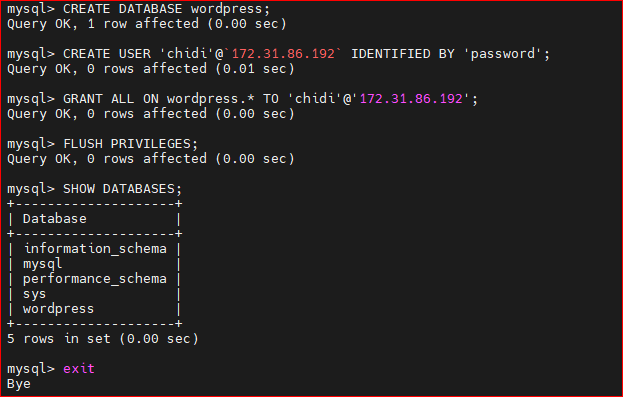 mysql> CREATE DATABASE wordpress;
Query OK, 1 row affected (0.00 sec)
mysql> CREATE USER 'chidi'@`172.31.86.192` IDENTIFIED BY 'password';
Query OK, 0 rows affected (0.01 sec)
mysql> GRANT ALL ON wordpress.* TO 'chidi'@'172.31.86.192';
Query OK, 0 rows affected (0.00 sec)
mysql> FLUSH PRIVILEGES;
Query OK, 0 rows affected (0.00 sec)
mysql> SHOW DATABASES;
+--------------------+
| Database           |
+--------------------+
| information_schema |
| mysql              |
| performance_schema |
| sys                |
| wordpress          |
+--------------------+
5 rows in set (0.00 sec)
mysql> exit
Bye